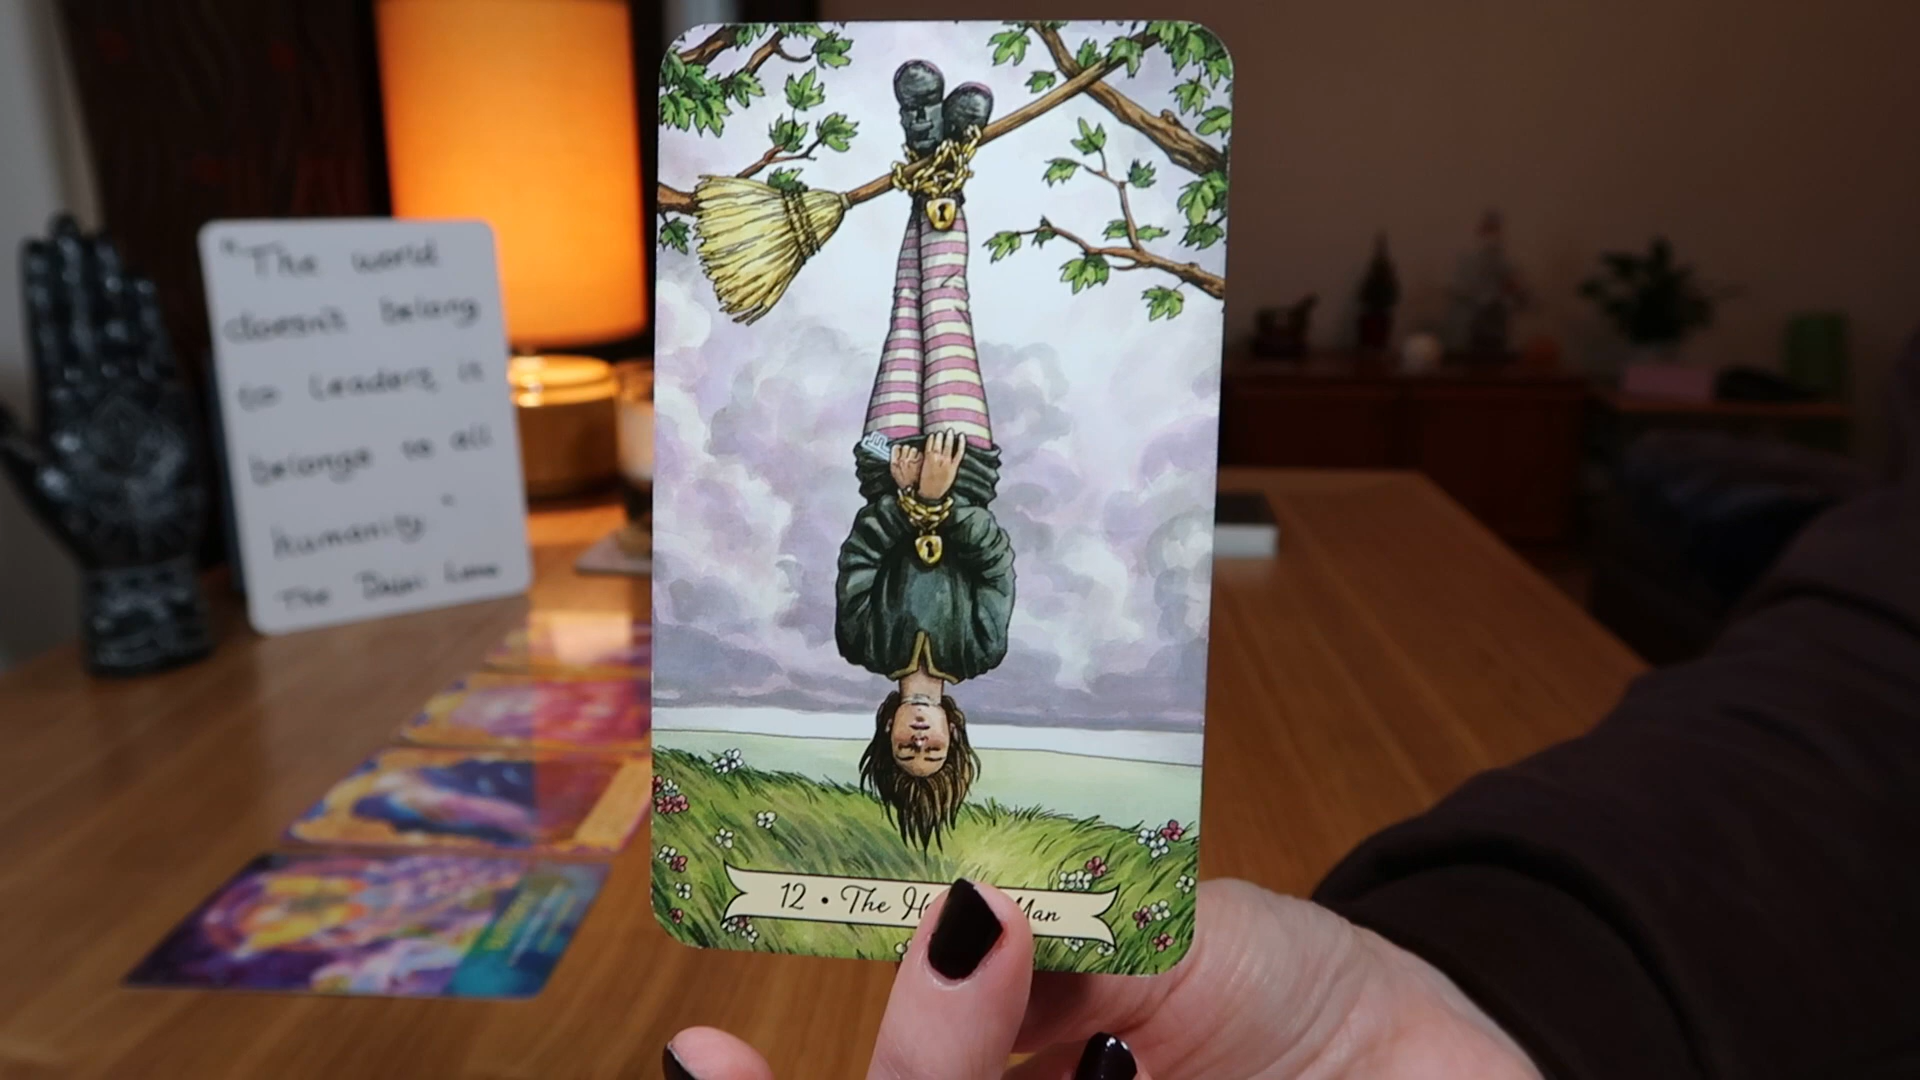 "The world
doesn't belong
to Leaders, it
belongs to all
humanity."
The Dalai Lama
12 • The H Man